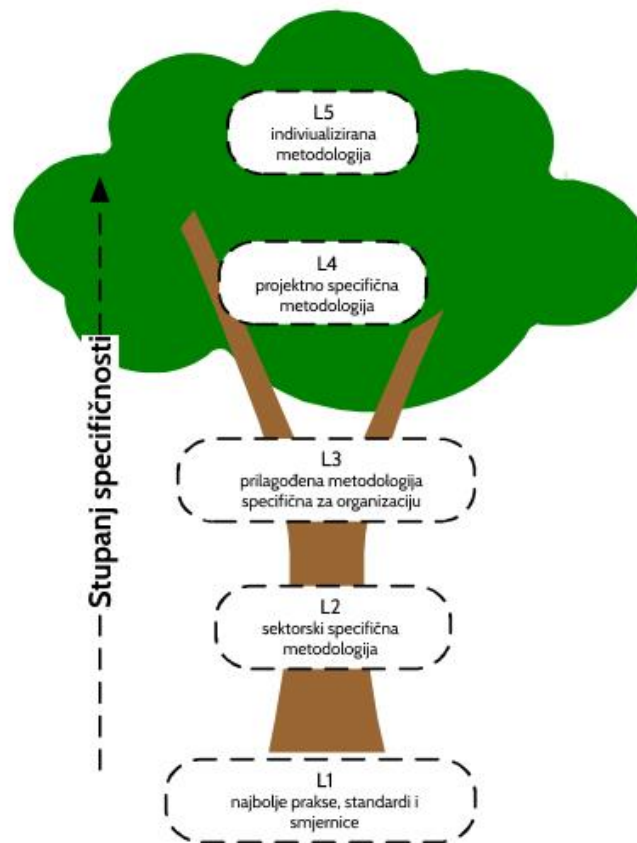 L5
indiviualizirana
metodologija
L4
projektno specifična
metodologija
Stupanj specifičnosti
L3
prilagođena metodologija
specifična za organizaciju
L2
sektorski specifična
metodologija
L1
najbolje prakse, standardi i
smjernice